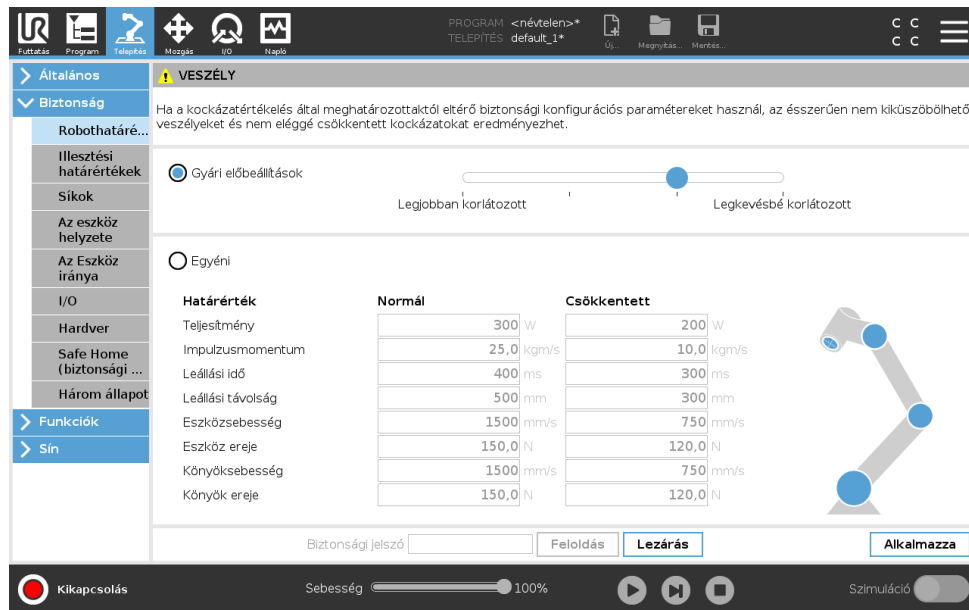 UR
PROGRAM <névtelen>*
TELEPÍTÉS default_1*
C C
C C
Futtatás Program Telepítés Mozgás I/O Napló Új... Megnyitás... Mentés...
Általános
Biztonság
Robothatáré...
Illesztési
határértékek
Síkok
Az eszköz
helyzete
Az Eszköz
iránya
I/O
Hardver
Safe Home
(biztonsági ...
Három állapot
Funkciók
Sín
VESZÉLY
Ha a kockázatértékelés által meghatározottaktól eltérő biztonsági konfigurációs paramétereket használ, az ésszerűen nem kiküszöbölhető
veszélyeket és nem eléggé csökkentett kockázatokat eredményezhet.
Gyári előbeállítások
Legjobban korlátozott Legkevésbé korlátozott
Egyéni
Határérték Normál Csökkentett
Teljesítmény 300 W 200 W
Impulzusmomentum 25,0 kgm/s 10,0 kgm/s
Leállási idő 400 ms 300 ms
Leállási távolság 500 mm 300 mm
Eszközsebesség 1500 mm/s 750 mm/s
Eszköz ereje 150,0 N 120,0 N
Könyöksebesség 1500 mm/s 750 mm/s
Könyök ereje 150,0 N 120,0 N
Biztonsági jelszó Feloldás Lezárás Alkalmazza
Kikapcsolás Sebesség 100% Szimuláció